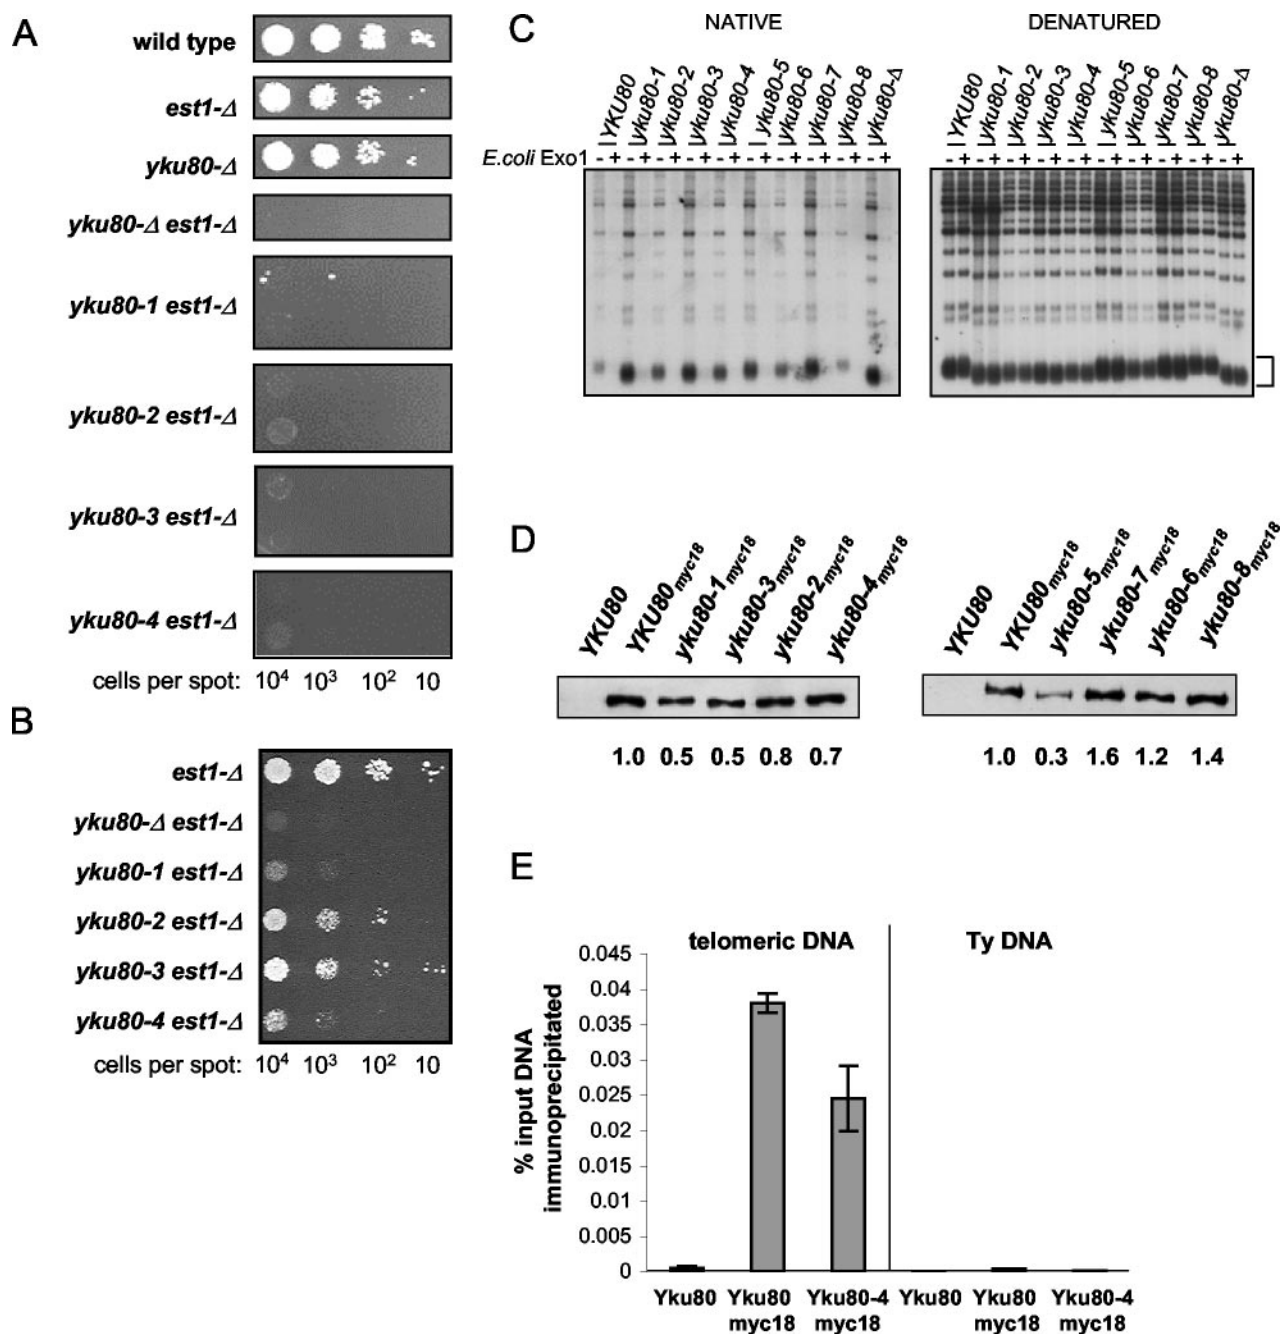 A
wild type
est1-Δ
yku80-Δ
yku80-Δ est1-Δ
yku80-1 est1-Δ
yku80-2 est1-Δ
yku80-3 est1-Δ
yku80-4 est1-Δ
cells per spot: 10⁴ 10³ 10² 10
B
est1-Δ
yku80-Δ est1-Δ
yku80-1 est1-Δ
yku80-2 est1-Δ
yku80-3 est1-Δ
yku80-4 est1-Δ
cells per spot: 10⁴ 10³ 10² 10
C
NATIVE
YKU80 yku80-1 yku80-2 yku80-3 yku80-4 yku80-5 yku80-6 yku80-7 yku80-8 yku80-Δ
E.coli Exo1 - + - + - + - + - + - + - + - + - + - +
DENATURED
YKU80 yku80-1 yku80-2 yku80-3 yku80-4 yku80-5 yku80-6 yku80-7 yku80-8 yku80-Δ
- + - + - + - + - + - + - + - + - + - +
D
YKU80 YKU80myc18 yku80-1myc18 yku80-3myc18 yku80-2myc18 yku80-4myc18
1.0 0.5 0.5 0.8 0.7
YKU80 YKU80myc18 yku80-5myc18 yku80-7myc18 yku80-6myc18 yku80-8myc18
1.0 0.3 1.6 1.2 1.4
E
telomeric DNA Ty DNA
% input DNA
immunoprecipitated
0.045
0.04
0.035
0.03
0.025
0.02
0.015
0.01
0.005
0
Yku80 Yku80 Yku80-4 Yku80 Yku80 Yku80-4
myc18 myc18 myc18 myc18